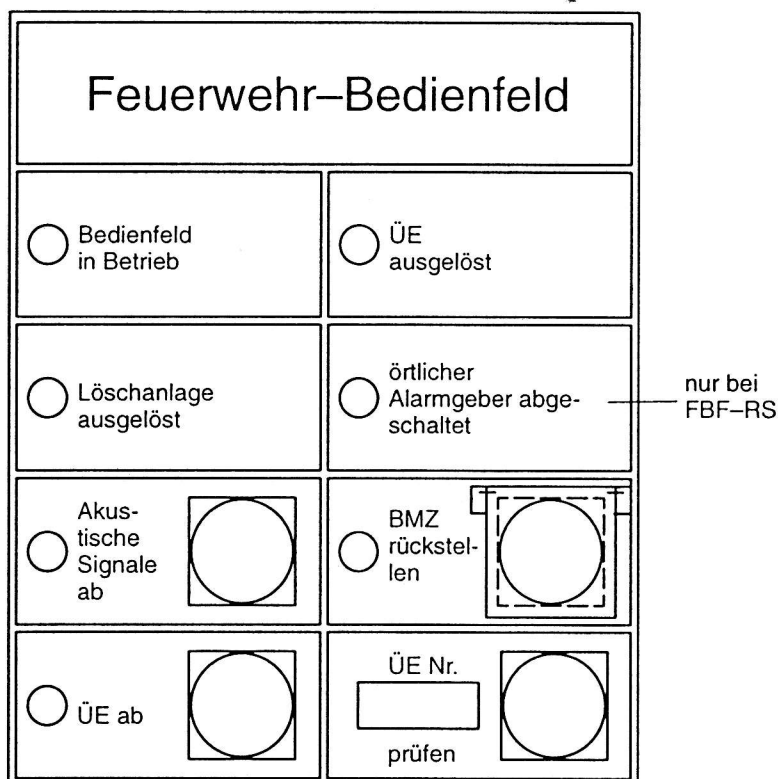 Feuerwehr–Bedienfeld
Bedienfeld
in Betrieb
ÜE
ausgelöst
Löschanlage
ausgelöst
örtlicher
Alarmgeber abge-
schaltet
nur bei
FBF–RS
Akus-
tische
Signale
ab
BMZ
rückstel-
len
ÜE ab
ÜE Nr.
prüfen